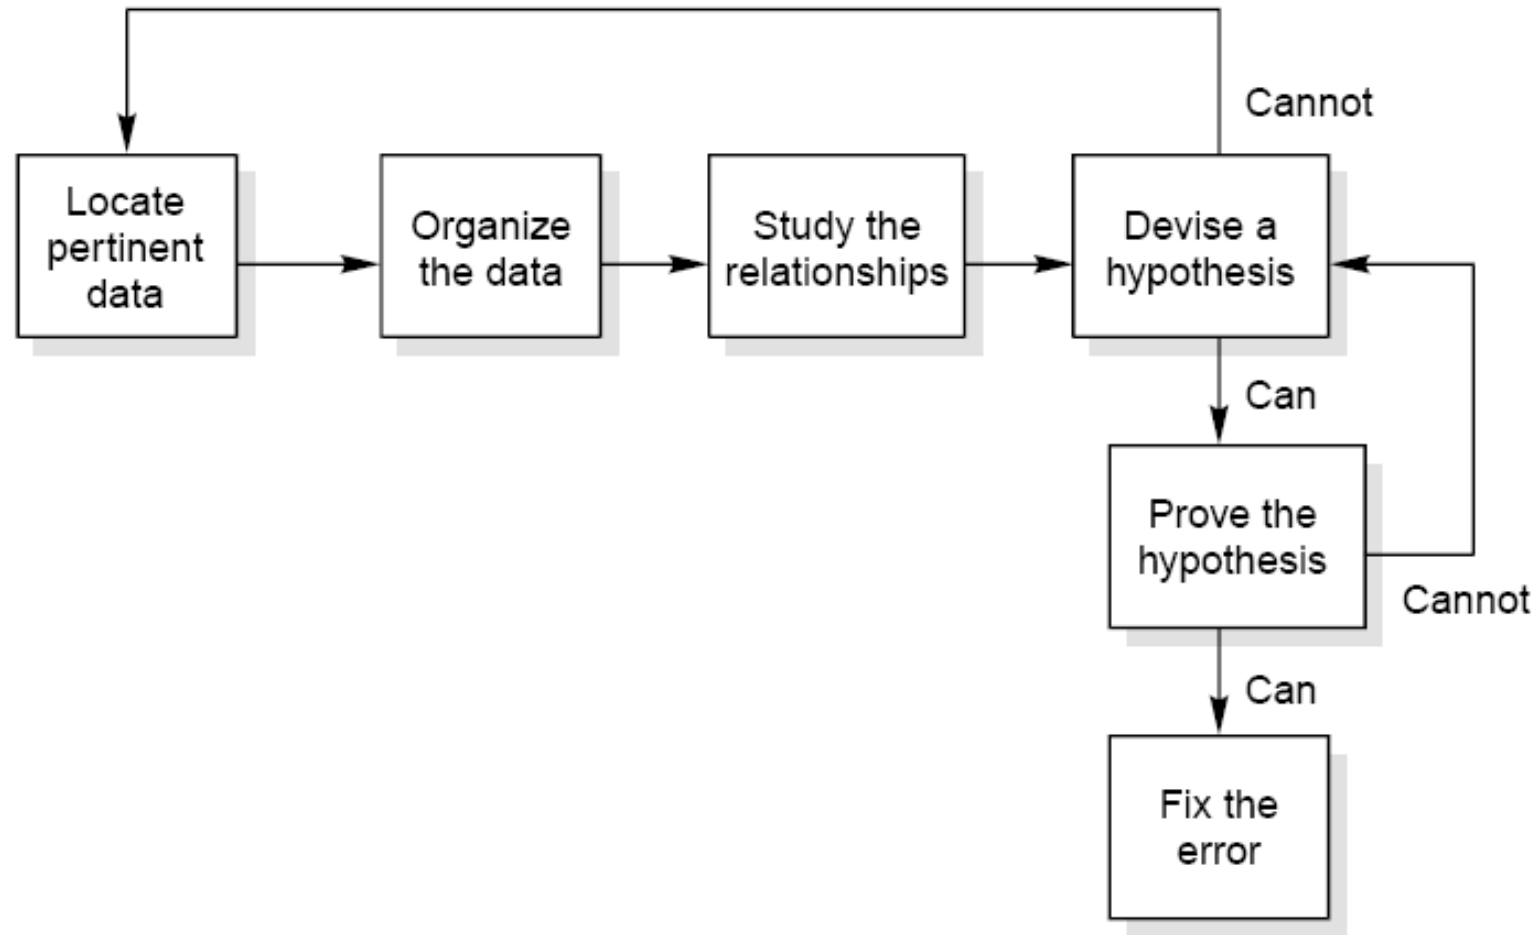 Cannot
Locate
pertinent
data
Organize
the data
Study the
relationships
Devise a
hypothesis
Can
Prove the
hypothesis
Cannot
Can
Fix the
error